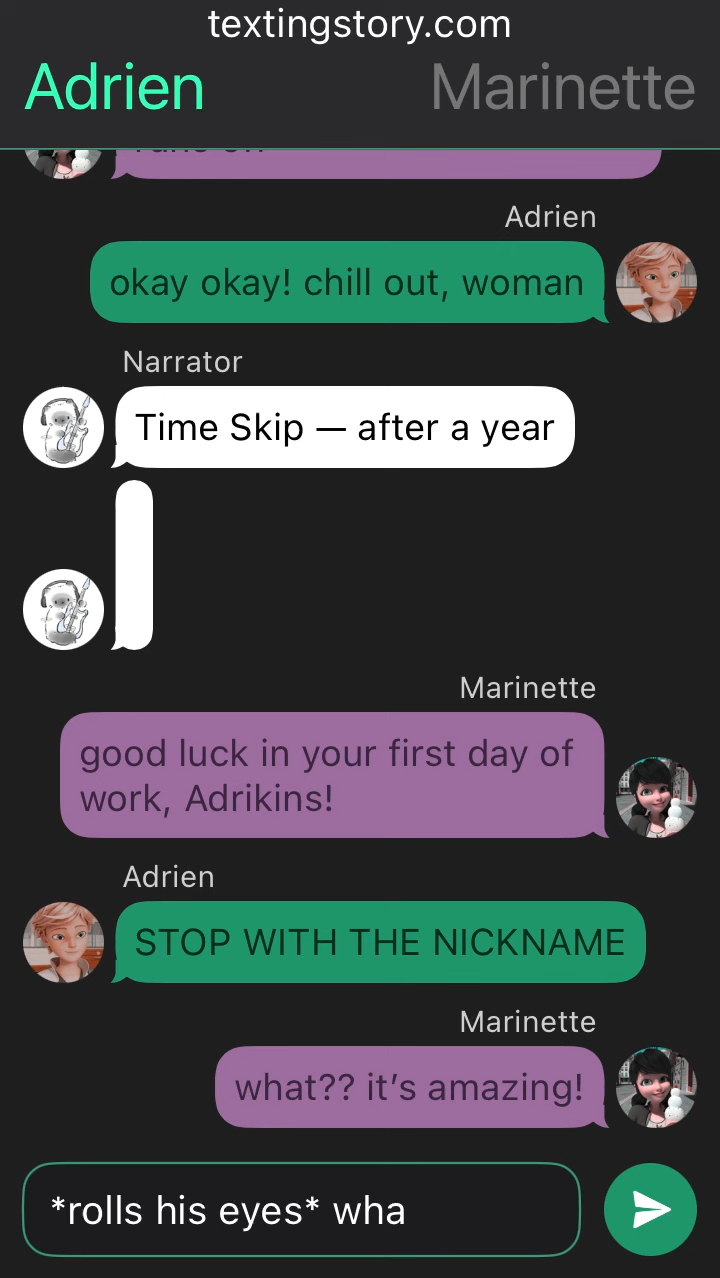 textingstory.com
Adrien
Marinette
Adrien
okay okay! chill out, woman
Narrator
Time Skip — after a year
Marinette
good luck in your first day of
work, Adrikins!
Adrien
STOP WITH THE NICKNAME
Marinette
what?? it’s amazing!
*rolls his eyes* wha